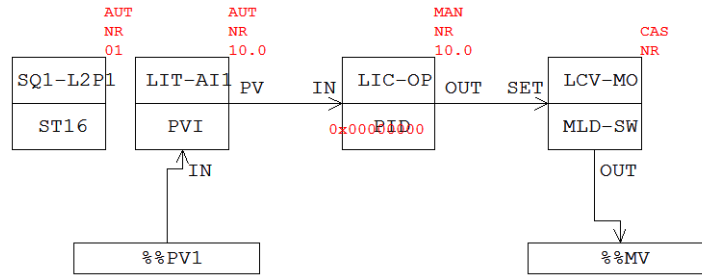 AUT
NR
01
AUT
NR
10.0
MAN
NR
10.0
CAS
NR
SQ1-L2P1
ST16
LIT-AI1
PVI
PV
IN
LIC-OP
PID
0x00000000
OUT
SET
LCV-MO
MLD-SW
IN
OUT
%%PV1
%%MV